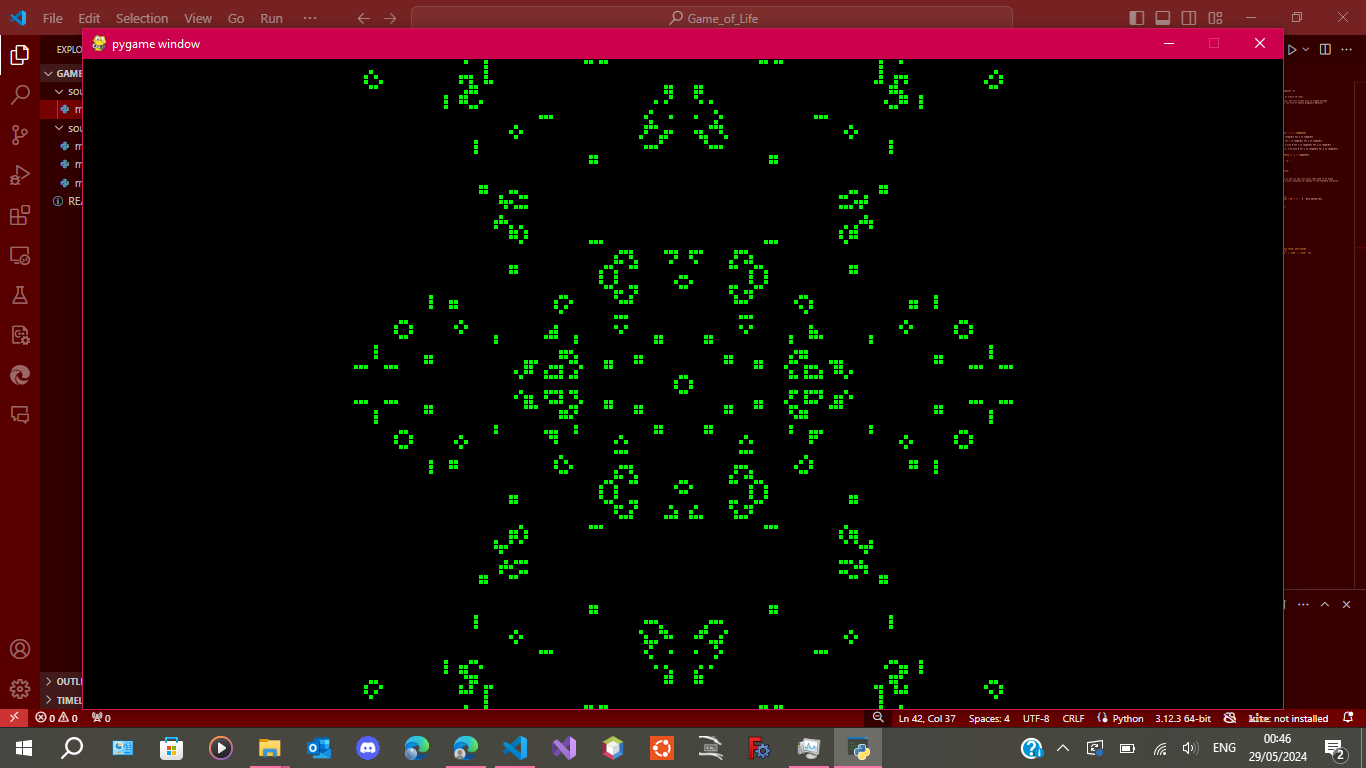 File Edit Selection View Go Run ··· Game_of_Life
pygame window
EXPLO
GAME
sou
m
sou
m
m
m
REA
OUTLI
TIMEL
0 0 0 Ln 42, Col 37 Spaces: 4 UTF-8 CRLF Python 3.12.3 64-bit kite: not installed
ENG
00:46
29/05/2024
2